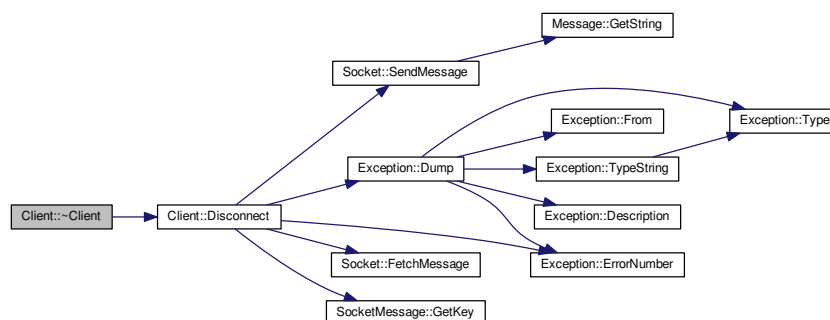 Message::GetString
Socket::SendMessage
Exception::From
Exception::Type
Exception::Dump
Exception::TypeString
Client::~Client
Client::Disconnect
Exception::Description
Socket::FetchMessage
Exception::ErrorNumber
SocketMessage::GetKey